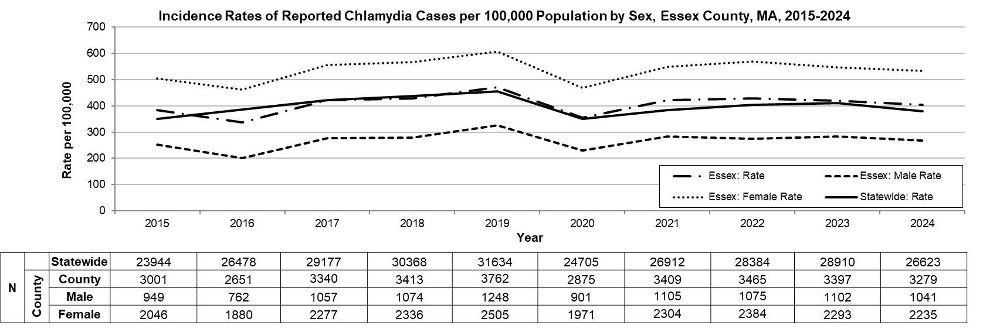 Incidence Rates of Reported Chlamydia Cases per 100,000 Population by Sex, Essex County, MA, 2015-2024
700
600
500
400
300
200
100
0
Rate per 100,000
Essex: Rate Essex: Male Rate
Essex: Female Rate Statewide: Rate
2015 2016 2017 2018 2019 2020 2021 2022 2023 2024
Year
N
County
Statewide 23944 26478 29177 30368 31634 24705 26912 28384 28910 26623
County 3001 2651 3340 3413 3762 2875 3409 3465 3397 3279
Male 949 762 1057 1074 1248 901 1105 1075 1102 1041
Female 2046 1880 2277 2336 2505 1971 2304 2384 2293 2235